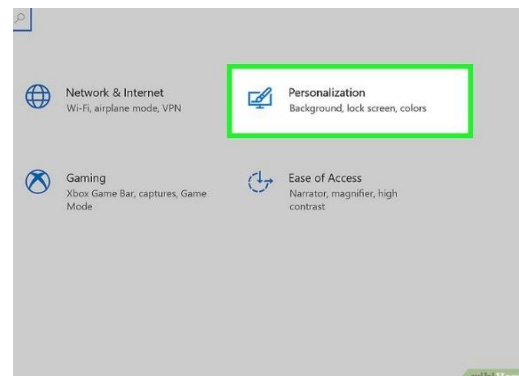 Network & Internet
Wi-Fi, airplane mode, VPN
Personalization
Background, lock screen, colors
Gaming
Xbox Game Bar, captures, Game
Mode
Ease of Access
Narrator, magnifier, high
contrast